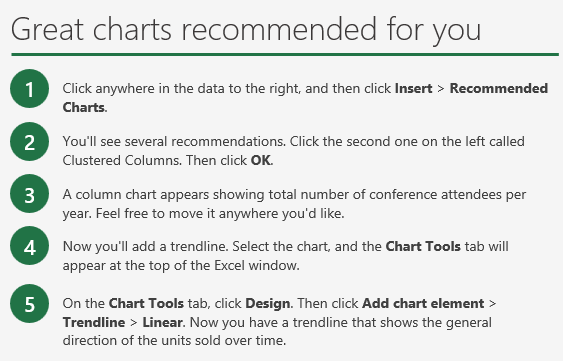 Great charts recommended for you
1 Click anywhere in the data to the right, and then click Insert > Recommended
Charts.
2 You'll see several recommendations. Click the second one on the left called
Clustered Columns. Then click OK.
3 A column chart appears showing total number of conference attendees per
year. Feel free to move it anywhere you'd like.
4 Now you'll add a trendline. Select the chart, and the Chart Tools tab will
appear at the top of the Excel window.
5 On the Chart Tools tab, click Design. Then click Add chart element >
Trendline > Linear. Now you have a trendline that shows the general
direction of the units sold over time.